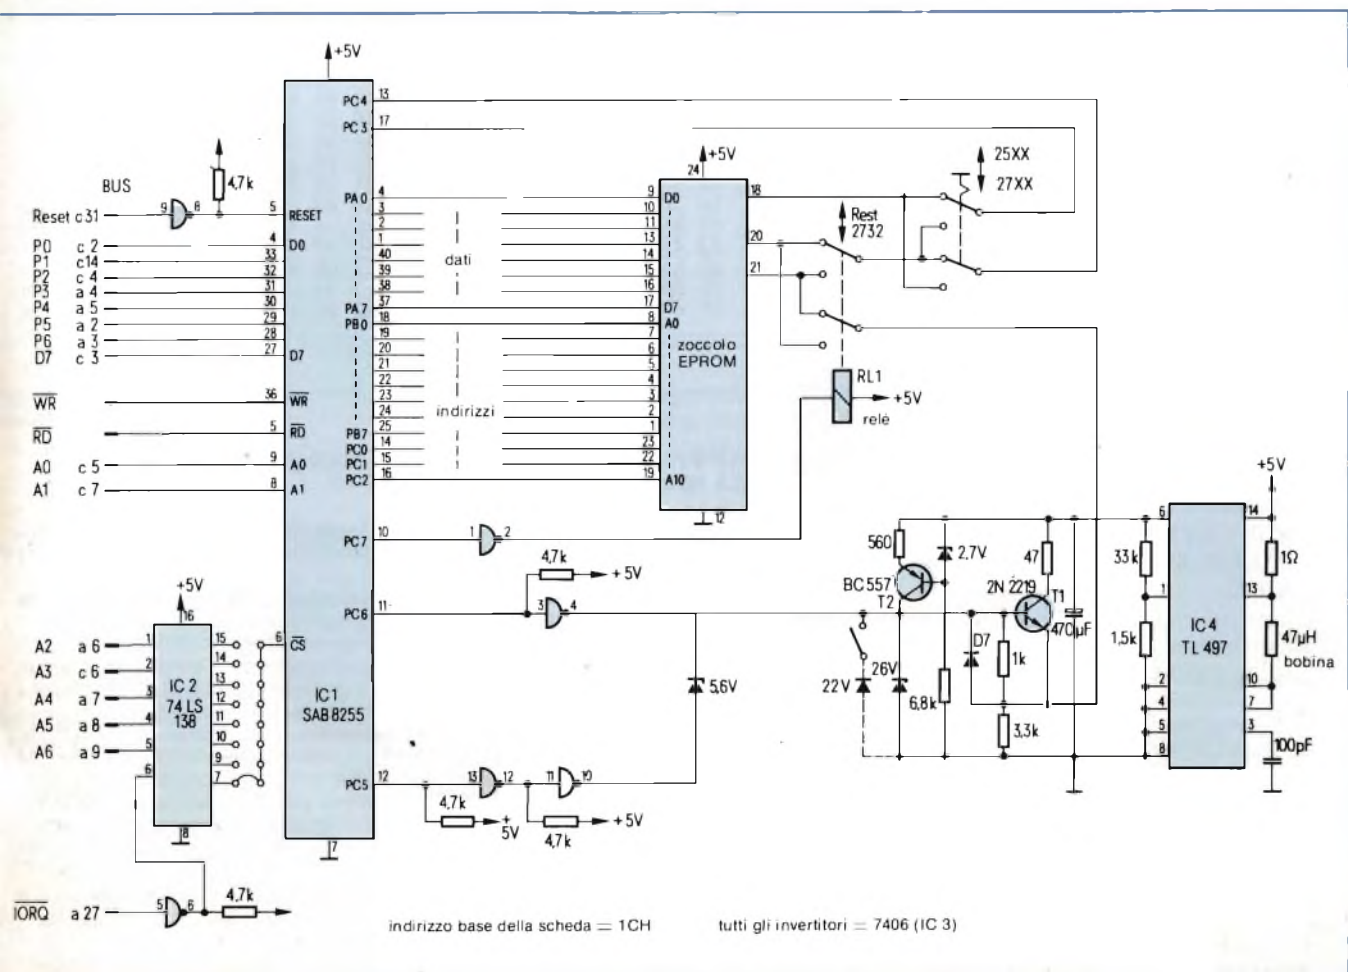 +5V
BUS
4,7k
Reset c31
9 8
5 RESET
P0 c 2
4 D0
P1 c14
33
P2 c 4
32
P3 a 4
31
P4 a 5
30
P5 a 2
29
P6 a 3
28
D7 c 3
27 D7
WR
36 WR
RD
5 RD
A0 c 5
9 A0
A1 c 7
8 A1
PC4 13
PC3 17
PA0 4
3
2
1
40
39
38
PA7 37
PB0 18
19
20
21
22
23
24
PB7 25
PC0 14
PC1 15
PC2 16
dati
indirizzi
+5V
24
9 D0
10
11
13
14
15
16
17 D7
8 A0
7
6
5
4
3
2
1
23
22
19 A10
zoccolo
EPROM
12
18
20
21
Rest
2732
25XX
27XX
RL1
+5V
relé
PC7 10
1 2
4,7k
+5V
PC6 11
3 4
5,6V
PC5 12
13 12
11 10
4,7k
+
5V
4,7k
+5V
6 CS
IC1
SAB 8255
7
+5V
16
A2 a 6
1
A3 c 6
2
A4 a 7
3
A5 a 8
4
A6 a 9
5
6
IC 2
74 LS
138
15
14
13
12
11
10
9
7
8
IORQ a 27
5 6
4,7k
560
2,7V
BC557
T2
47
2N 2219
T1
470µF
D7
1k
22V
26V
6,8k
3,3k
33k
1,5k
6
1
2
4
5
8
IC 4
TL 497
14
13
10
7
3
+5V
1Ω
47µH
bobina
100pF
indirizzo base della scheda = 1CH
tutti gli invertitori = 7406 (IC 3)